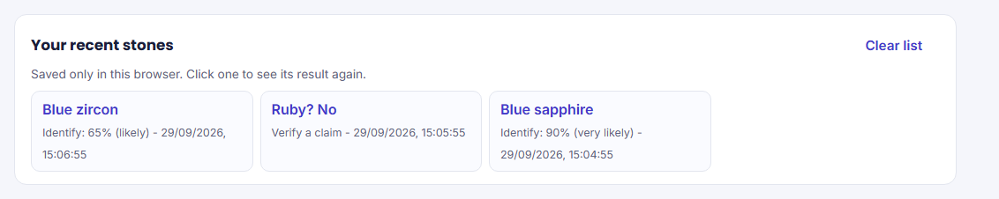 Your recent stones
Clear list
Saved only in this browser. Click one to see its result again.
Blue zircon
Identify: 65% (likely) - 29/09/2026,
15:06:55
Ruby? No
Verify a claim - 29/09/2026, 15:05:55
Blue sapphire
Identify: 90% (very likely) -
29/09/2026, 15:04:55